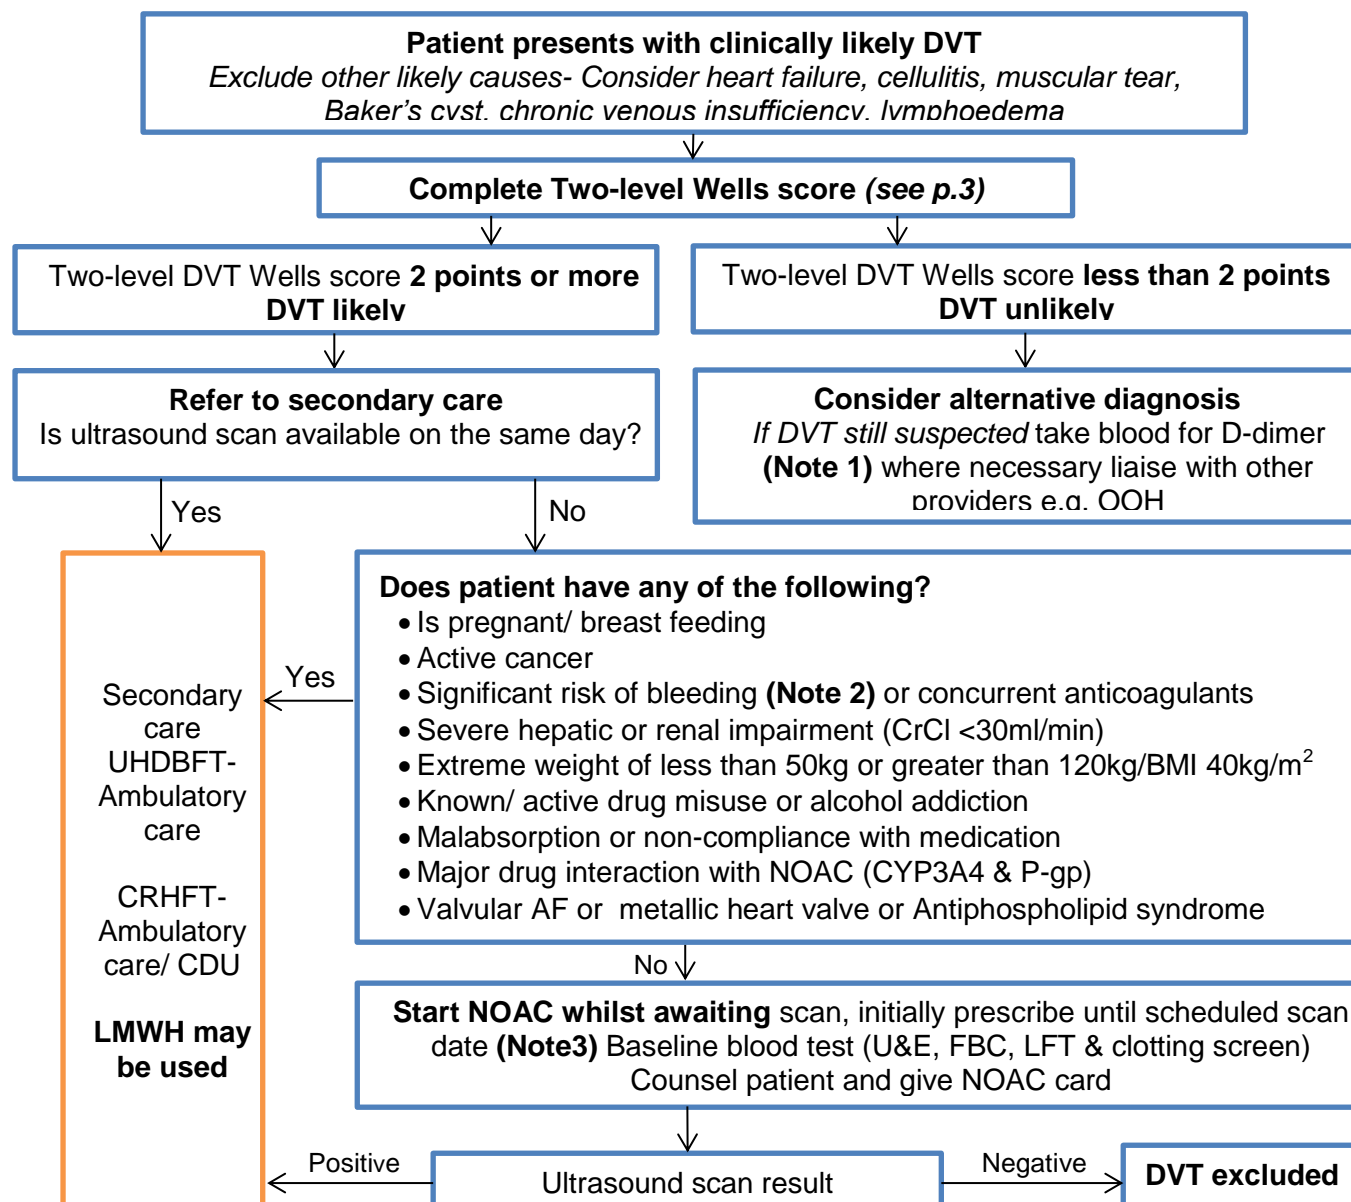 Patient presents with clinically likely DVT
Exclude other likely causes- Consider heart failure, cellulitis, muscular tear,
Baker's cyst, chronic venous insufficiency, lymphoedema
Complete Two-level Wells score (see p.3)
Two-level DVT Wells score 2 points or more
DVT likely
Two-level DVT Wells score less than 2 points
DVT unlikely
Refer to secondary care
Is ultrasound scan available on the same day?
Consider alternative diagnosis
If DVT still suspected take blood for D-dimer
(Note 1) where necessary liaise with other
providers e.g. OOH
Yes
No
Does patient have any of the following?
• Is pregnant/ breast feeding
• Active cancer
• Significant risk of bleeding (Note 2) or concurrent anticoagulants
• Severe hepatic or renal impairment (CrCl <30ml/min)
• Extreme weight of less than 50kg or greater than 120kg/BMI 40kg/m²
• Known/ active drug misuse or alcohol addiction
• Malabsorption or non-compliance with medication
• Major drug interaction with NOAC (CYP3A4 & P-gp)
• Valvular AF or metallic heart valve or Antiphospholipid syndrome
Yes
Secondary
care
UHDBFT-
Ambulatory
care
CRHFT-
Ambulatory
care/ CDU
LMWH may
be used
No
Start NOAC whilst awaiting scan, initially prescribe until scheduled scan
date (Note3) Baseline blood test (U&E, FBC, LFT & clotting screen)
Counsel patient and give NOAC card
Positive
Ultrasound scan result
Negative
DVT excluded